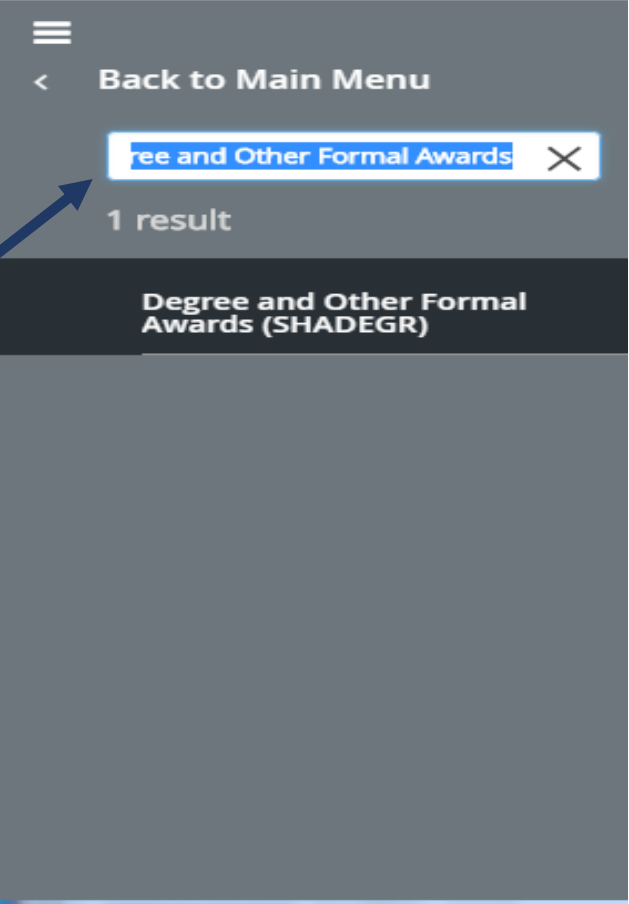 Back to Main Menu
ree and Other Formal Awards
1 result
Degree and Other Formal
Awards (SHADEGR)